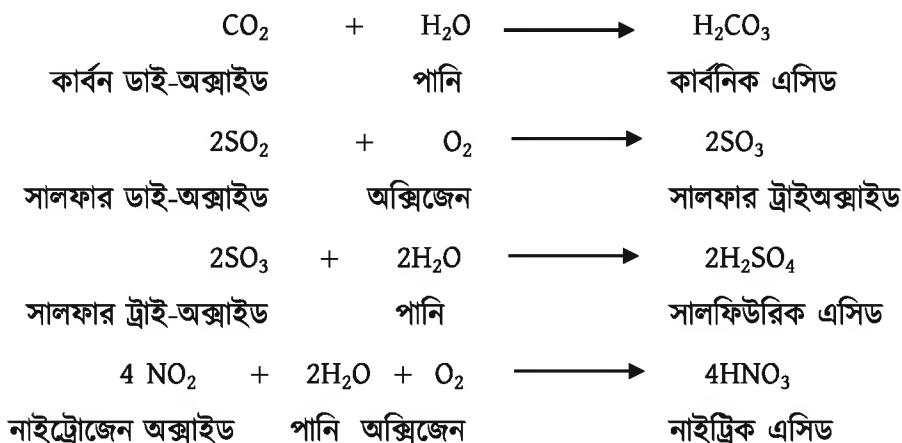 CO₂ + H₂O ⟶ H₂CO₃
কার্বন ডাই-অক্সাইড পানি কার্বনিক এসিড
2SO₂ + O₂ ⟶ 2SO₃
সালফার ডাই-অক্সাইড অক্সিজেন সালফার ট্রাইঅক্সাইড
2SO₃ + 2H₂O ⟶ 2H₂SO₄
সালফার ট্রাই-অক্সাইড পানি সালফিউরিক এসিড
4 NO₂ + 2H₂O + O₂ ⟶ 4HNO₃
নাইট্রোজেন অক্সাইড পানি অক্সিজেন নাইট্রিক এসিড